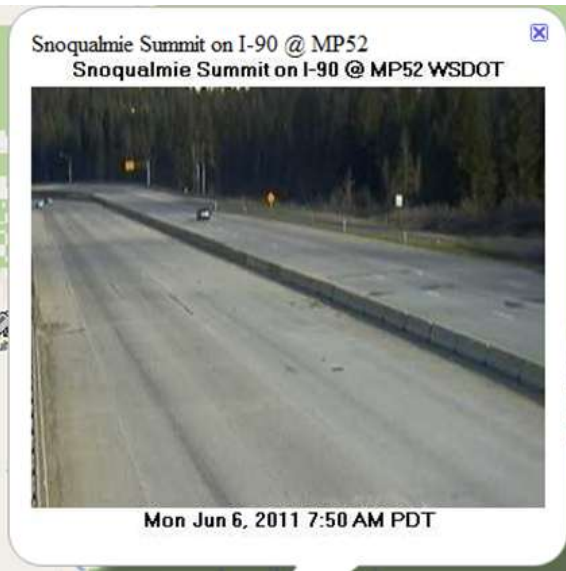 Snoqualmie Summit on I-90 @ MP52
Snoqualmie Summit on I-90 @ MP52 WSDOT
Mon Jun 6, 2011 7:50 AM PDT